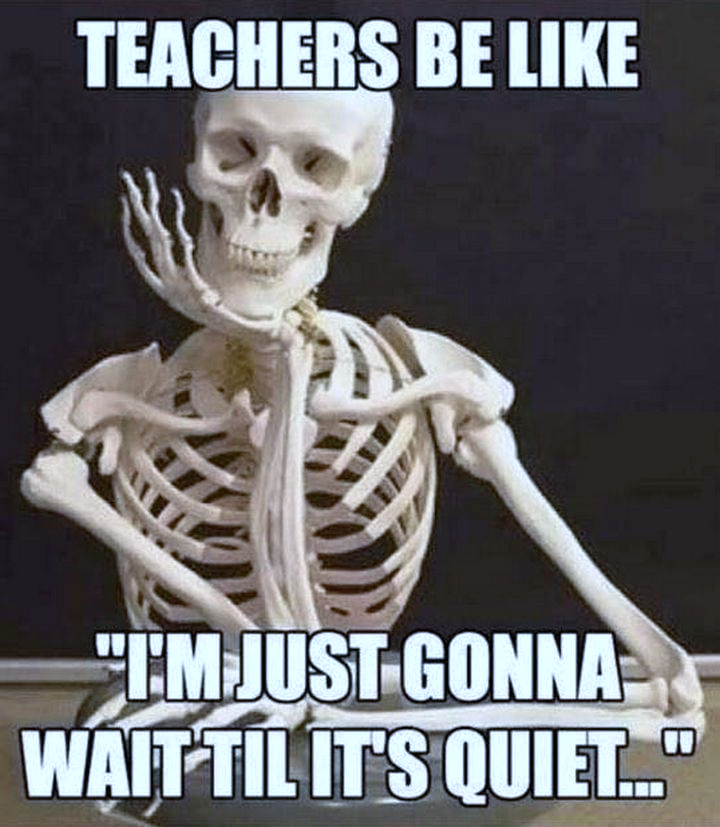 TEACHERS BE LIKE
"I'M JUST GONNA
WAIT TIL IT'S QUIET..."